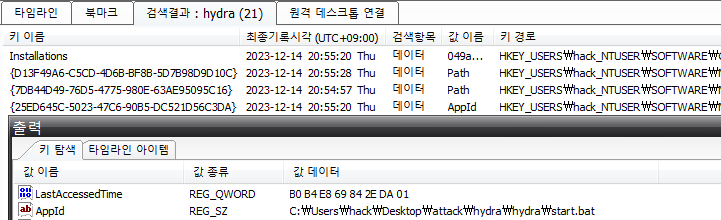 타임라인 북마크 검색결과 : hydra (21) 원격 데스크톱 연결
키 이름 최종기록시각 (UTC+09:00) 검색항목 값 이름 키 경로
Installations 2023-12-14 20:55:20 Thu 데이터 049a... HKEY_USERS₩hack_NTUSER₩SOFTWARE₩
{D13F49A6-C5CD-4D6B-BF8B-5D7B98D9D10C} 2023-12-14 20:55:28 Thu 데이터 Path HKEY_USERS₩hack_NTUSER₩SOFTWARE₩
{7DB44D49-76D5-4775-980E-63AE95095C16} 2023-12-14 20:54:57 Thu 데이터 Path HKEY_USERS₩hack_NTUSER₩SOFTWARE₩
{25ED645C-5023-47C6-90B5-DC521D56C3DA} 2023-12-14 20:55:20 Thu 데이터 AppId HKEY_USERS₩hack_NTUSER₩SOFTWARE₩
출력
키 탐색 타임라인 아이템
값 이름 값 종류 값 데이터
LastAccessedTime REG_QWORD B0 B4 E8 69 84 2E DA 01
AppId REG_SZ C:₩Users₩hack₩Desktop₩attack₩hydra₩hydra₩start.bat